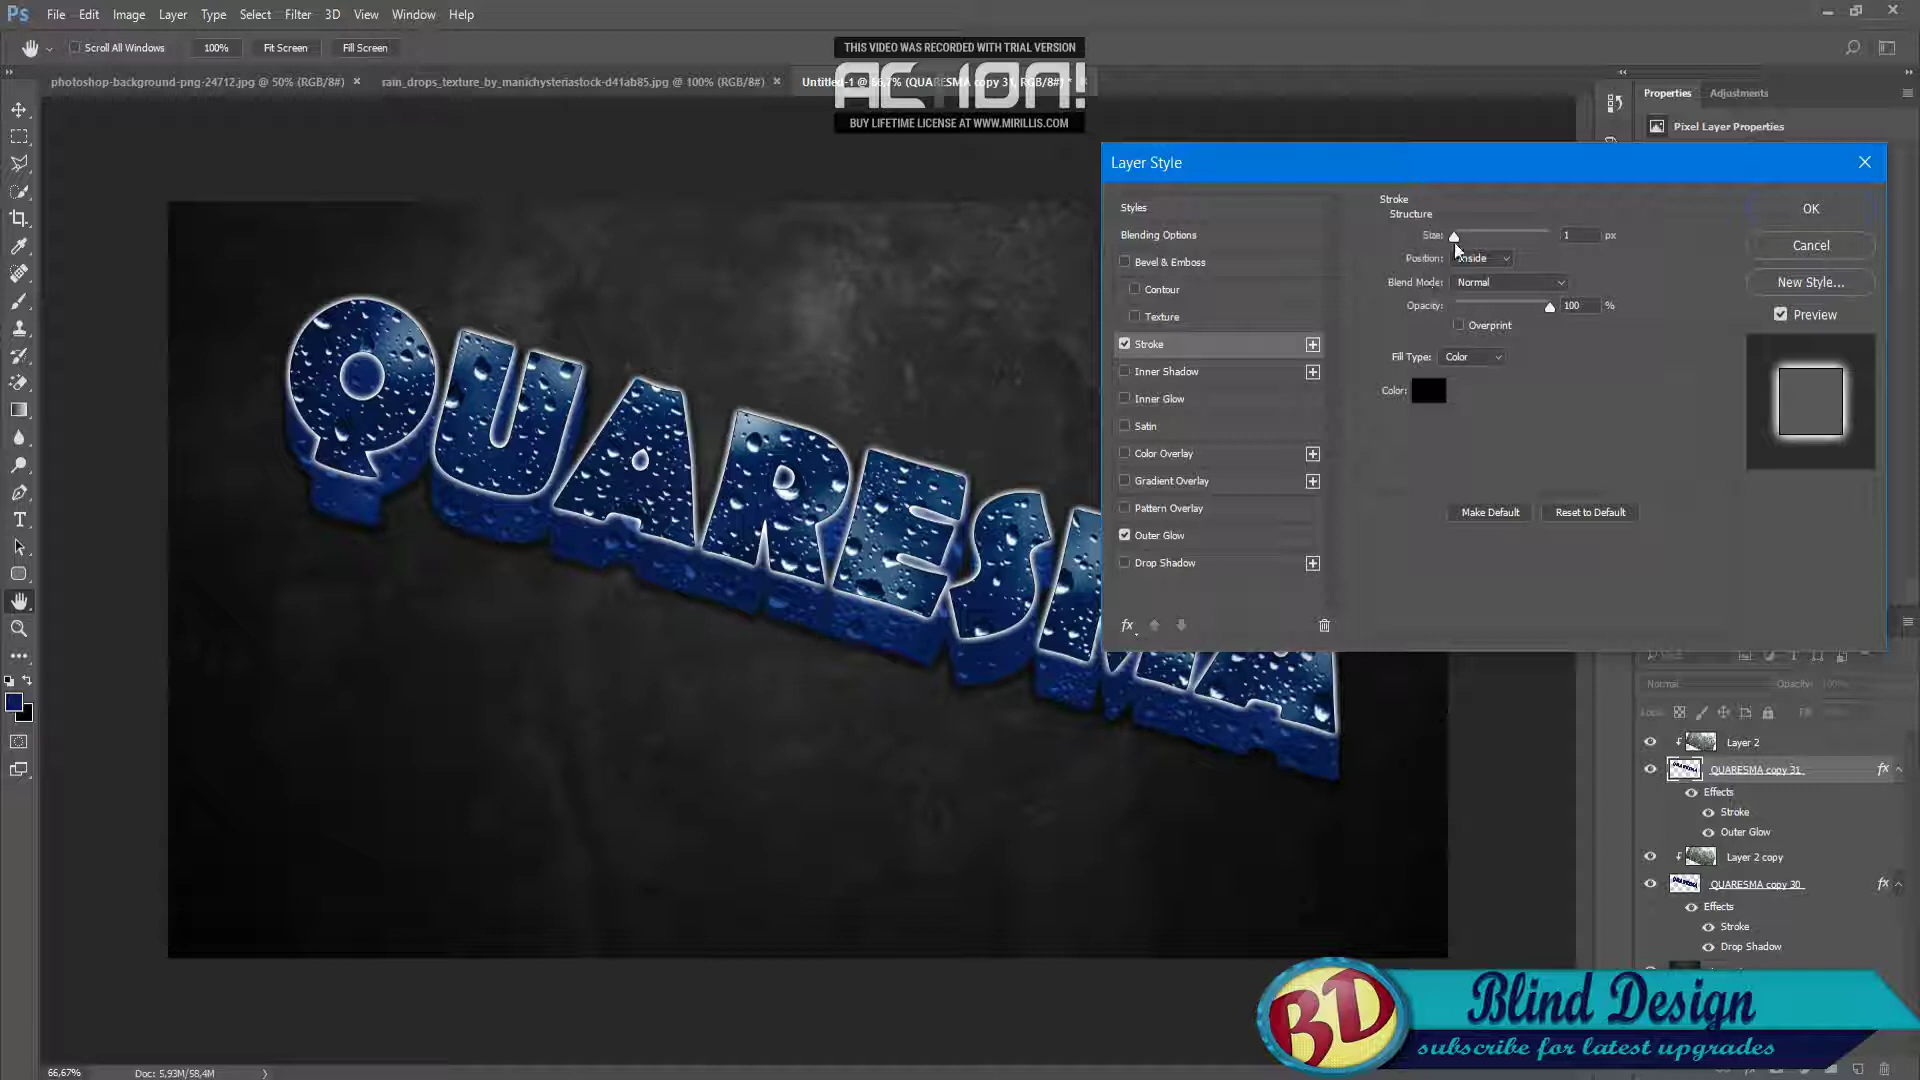 Ps File Edit Image Layer Type Select Filter 3D View Window Help
Scroll All Windows 100% Fit Screen Fill Screen
THIS VIDEO WAS RECORDED WITH TRIAL VERSION
ACTION!
BUY LIFETIME LICENSE AT WWW.MIRILLIS.COM
photoshop-background-png-24712.jpg @ 50% (RGB/8#) ×
rain_drops_texture_by_manichysteriastock-d41ab85.jpg @ 100% (RGB/8#) ×
Untitled-1 @ 66,7% (QUARESMA copy 31, RGB/8#) *
Properties Adjustments
Pixel Layer Properties
QUARESMA
Layer Style
Styles
Blending Options
Bevel & Emboss
Contour
Texture
Stroke
Inner Shadow
Inner Glow
Satin
Color Overlay
Gradient Overlay
Pattern Overlay
Outer Glow
Drop Shadow
fx
Stroke
Structure
Size: 1 px
Position: Inside
Blend Mode: Normal
Opacity: 100 %
Overprint
Fill Type: Color
Color:
Make Default Reset to Default
OK
Cancel
New Style...
Preview
Normal Opacity: 100%
Lock:
Layer 2
QUARESMA copy 31 fx
Effects
Stroke
Outer Glow
Layer 2 copy
QUARESMA copy 30 fx
Effects
Stroke
Drop Shadow
BD
Blind Design
subscribe for latest upgrades
66,67% Doc: 5,93M/58,4M